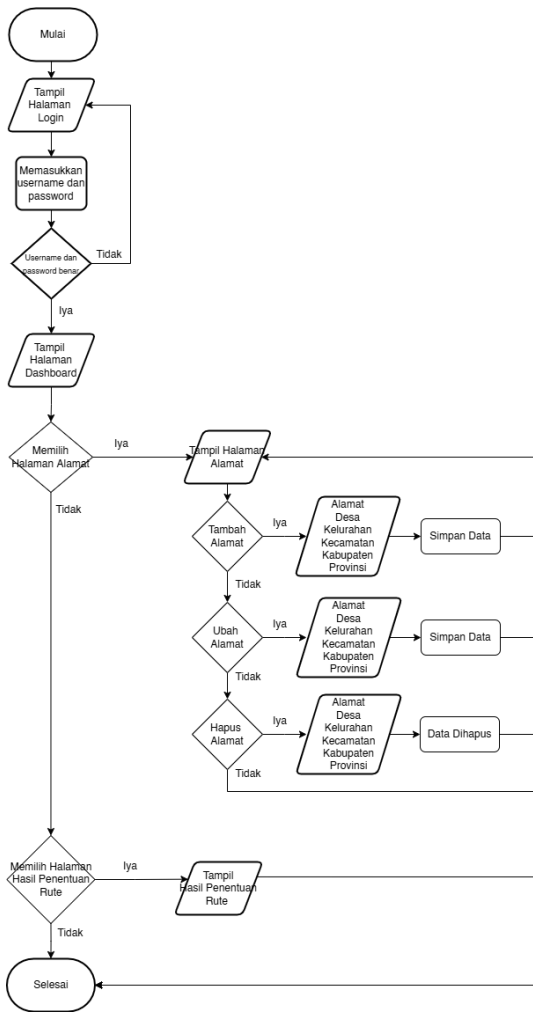 Mulai
Tampil
Halaman
Login
Memasukkan
username dan
password
Username dan
password benar
Tidak
Iya
Tampil
Halaman
Dashboard
Memilih
Halaman Alamat
Iya
Tampil Halaman
Alamat
Tidak
Tambah
Alamat
Iya
Alamat
Desa
Kelurahan
Kecamatan
Kabupaten
Provinsi
Simpan Data
Tidak
Ubah
Alamat
Iya
Alamat
Desa
Kelurahan
Kecamatan
Kabupaten
Provinsi
Simpan Data
Tidak
Hapus
Alamat
Iya
Alamat
Desa
Kelurahan
Kecamatan
Kabupaten
Provinsi
Data Dihapus
Tidak
Memilih Halaman
Hasil Penentuan
Rute
Iya
Tampil
Hasil Penentuan
Rute
Tidak
Selesai